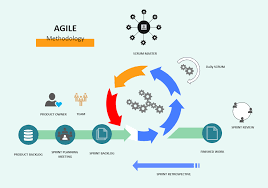 AGILE
Methodology
SCRUM MASTER
Daily SCRUM
PRODUCT OWNER
TEAM
SPRINT REVIEW
PRODUCT BACKLOG
SPRINT PLANNING
MEETING
SPRINT BACKLOG
FINISHED WORK
SPRINT RETROSPECTIVE